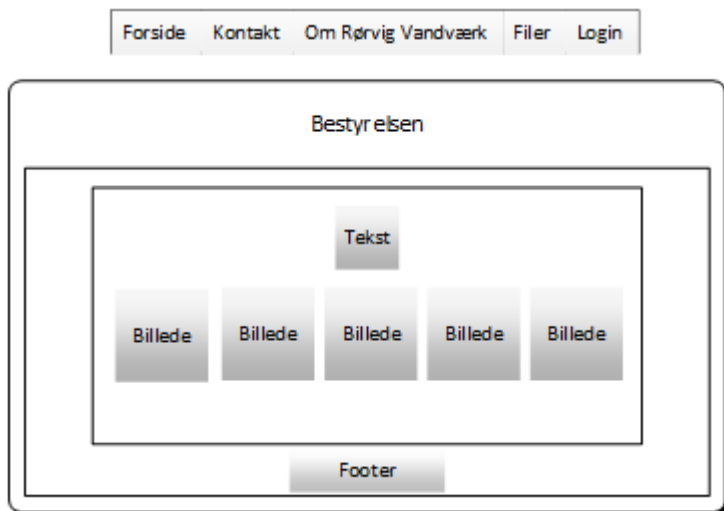 Forside Kontakt Om Rørvig Vandværk Filer Login
Bestyrelsen
Tekst
Billede Billede Billede Billede Billede
Footer